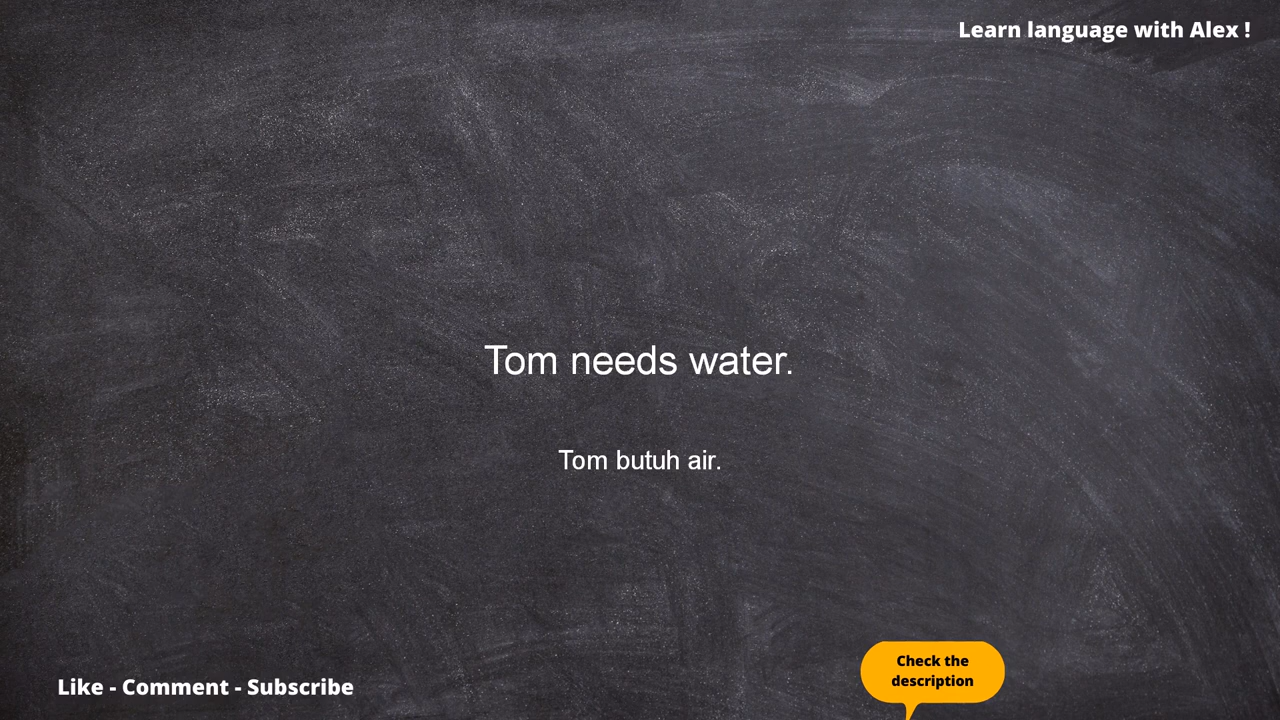 Learn language with Alex !
Tom needs water.
Tom butuh air.
Check the
description
Like - Comment - Subscribe